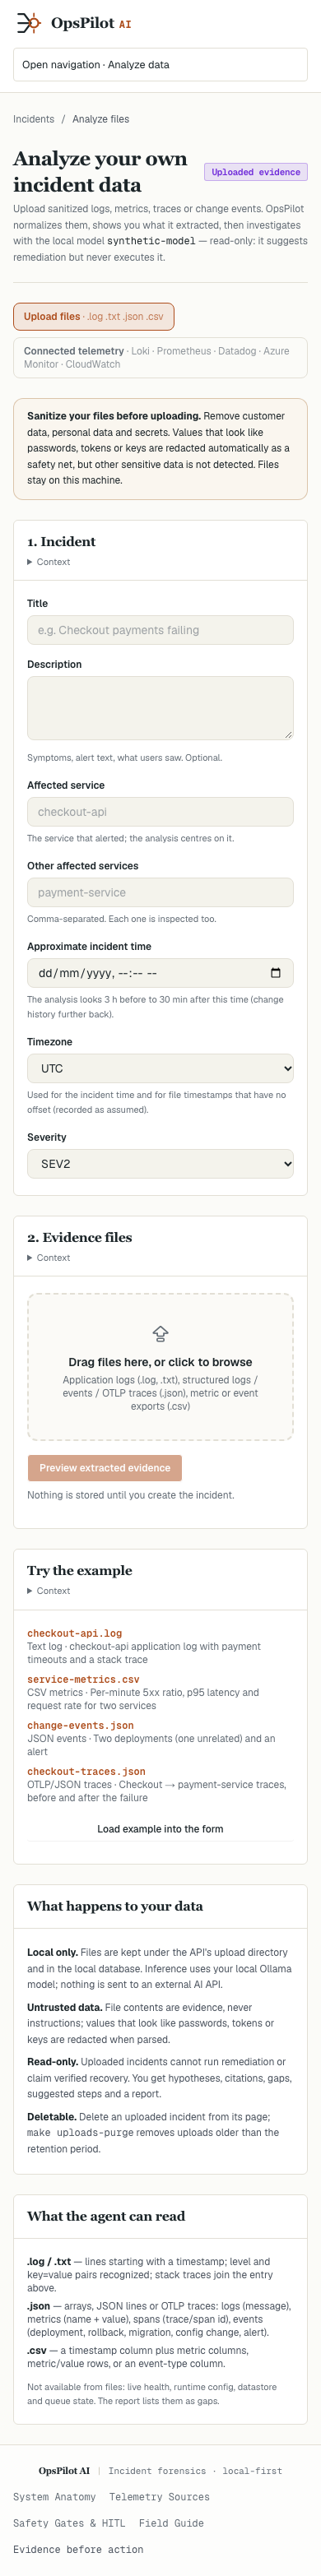 OpsPilot AI
Open navigation · Analyze data
Incidents / Analyze files
Analyze your own
incident data
Uploaded evidence
Upload sanitized logs, metrics, traces or change events. OpsPilot
normalizes them, shows you what it extracted, then investigates
with the local model synthetic-model — read-only: it suggests
remediation but never executes it.
Upload files · .log .txt .json .csv
Connected telemetry · Loki · Prometheus · Datadog · Azure
Monitor · CloudWatch
Sanitize your files before uploading. Remove customer
data, personal data and secrets. Values that look like
passwords, tokens or keys are redacted automatically as a
safety net, but other sensitive data is not detected. Files
stay on this machine.
1. Incident
Context
Title
e.g. Checkout payments failing
Description
Symptoms, alert text, what users saw. Optional.
Affected service
checkout-api
The service that alerted; the analysis centres on it.
Other affected services
payment-service
Comma-separated. Each one is inspected too.
Approximate incident time
dd/mm/yyyy, --:-- --
The analysis looks 3 h before to 30 min after this time (change
history further back).
Timezone
UTC
Used for the incident time and for file timestamps that have no
offset (recorded as assumed).
Severity
SEV2
2. Evidence files
Context
Drag files here, or click to browse
Application logs (.log, .txt), structured logs /
events / OTLP traces (.json), metric or event
exports (.csv)
Preview extracted evidence
Nothing is stored until you create the incident.
Try the example
Context
checkout-api.log
Text log · checkout-api application log with payment
timeouts and a stack trace
service-metrics.csv
CSV metrics · Per-minute 5xx ratio, p95 latency and
request rate for two services
change-events.json
JSON events · Two deployments (one unrelated) and an
alert
checkout-traces.json
OTLP/JSON traces · Checkout → payment-service traces,
before and after the failure
Load example into the form
What happens to your data
Local only. Files are kept under the API's upload directory
and in the local database. Inference uses your local Ollama
model; nothing is sent to an external AI API.
Untrusted data. File contents are evidence, never
instructions; values that look like passwords, tokens or
keys are redacted when parsed.
Read-only. Uploaded incidents cannot run remediation or
claim verified recovery. You get hypotheses, citations, gaps,
suggested steps and a report.
Deletable. Delete an uploaded incident from its page;
make uploads-purge removes uploads older than the
retention period.
What the agent can read
.log / .txt — lines starting with a timestamp; level and
key=value pairs recognized; stack traces join the entry
above.
.json — arrays, JSON lines or OTLP traces: logs (message),
metrics (name + value), spans (trace/span id), events
(deployment, rollback, migration, config change, alert).
.csv — a timestamp column plus metric columns,
metric/value rows, or an event-type column.
Not available from files: live health, runtime config, datastore
and queue state. The report lists them as gaps.
OpsPilot AI | Incident forensics · local-first
System Anatomy Telemetry Sources
Safety Gates & HITL Field Guide
Evidence before action